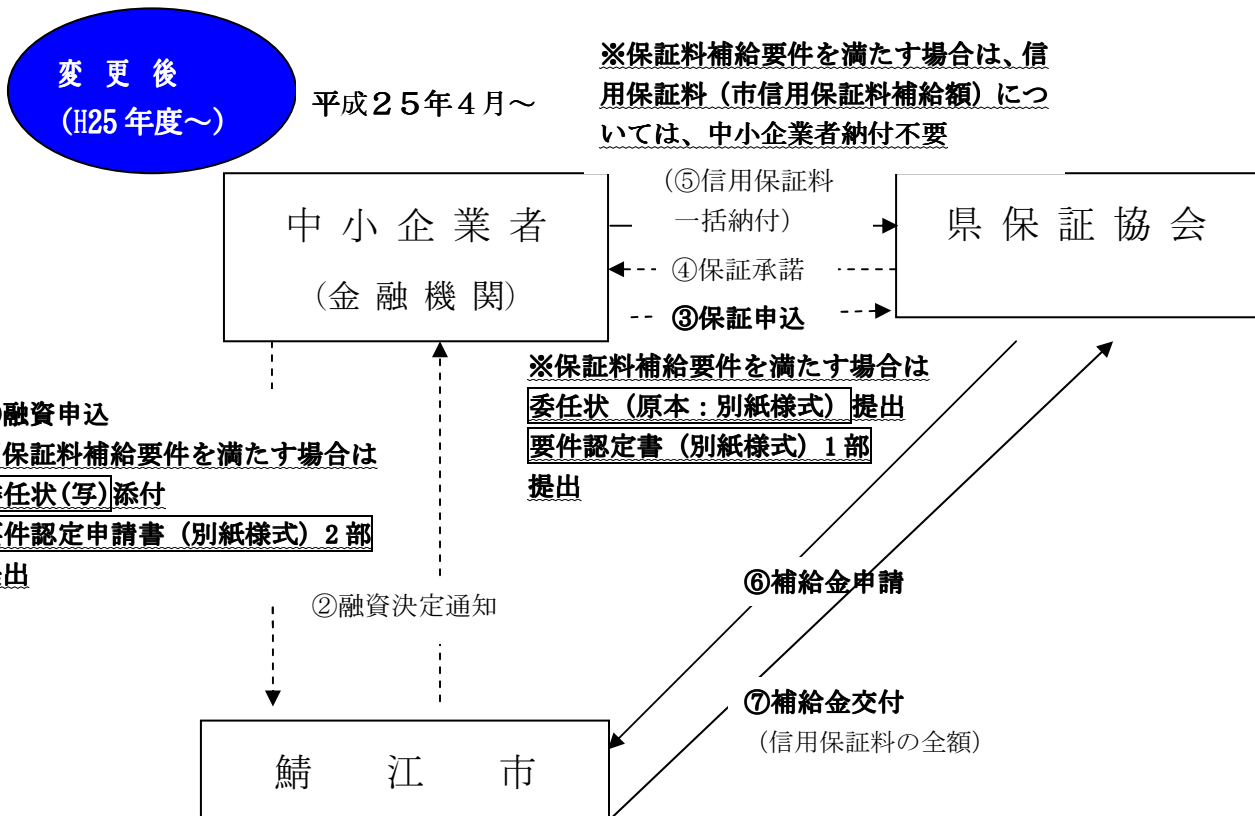 変更後
(H25年度～)
平成２５年４月～
※保証料補給要件を満たす場合は、信
用保証料（市信用保証料補給額）につ
いては、中小企業者納付不要
中小企業者
（金融機関）
（⑤信用保証料
一括納付）
④保証承諾
③保証申込
県保証協会
※保証料補給要件を満たす場合は
委任状（原本：別紙様式）提出
要件認定書（別紙様式）1部
提出
融資申込
保証料補給要件を満たす場合は
任状(写)添付
件認定申請書（別紙様式）2部
出
②融資決定通知
⑥補給金申請
⑦補給金交付
（信用保証料の全額）
鯖江市